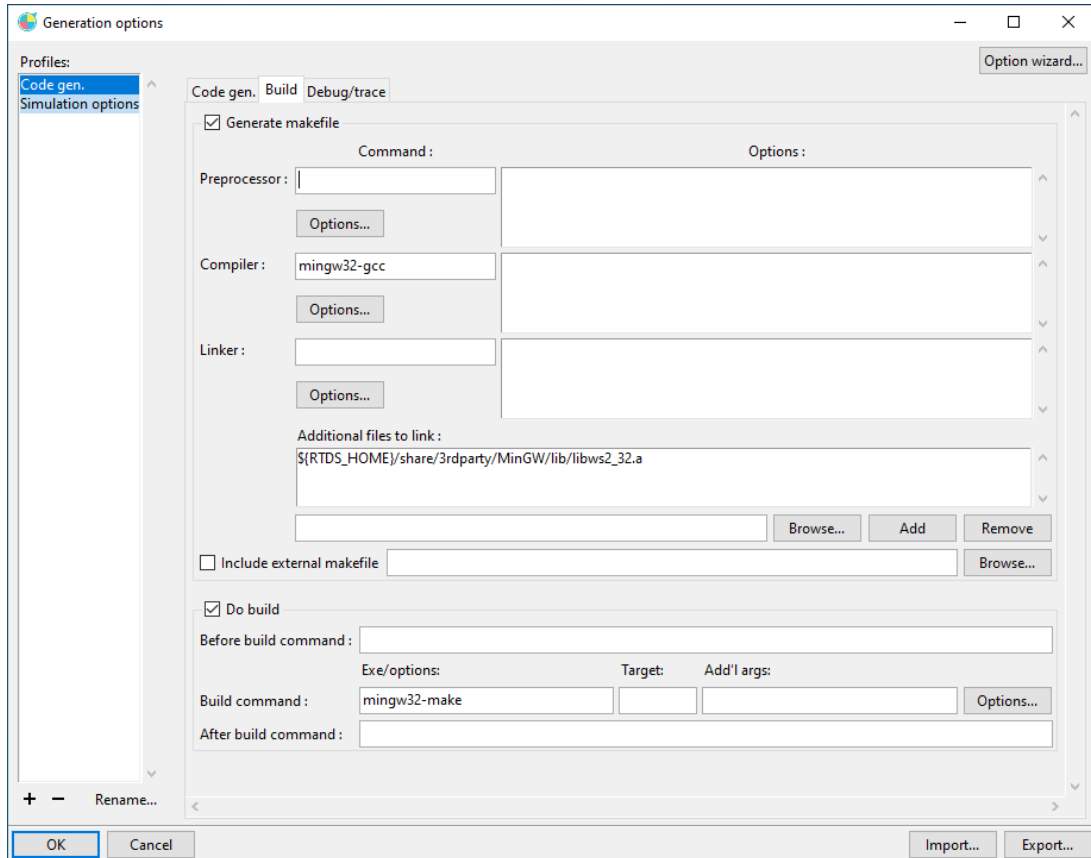 Generation options
Profiles:
Option wizard...
Code gen.
Simulation options
Code gen. Build Debug/trace
Generate makefile
Command : Options :
Preprocessor :
Options...
Compiler : mingw32-gcc
Options...
Linker :
Options...
Additional files to link :
${RTDS_HOME}/share/3rdparty/MinGW/lib/libws2_32.a
Browse... Add Remove
Include external makefile Browse...
Do build
Before build command :
Exe/options: Target: Add'l args:
Build command : mingw32-make Options...
After build command :
+ − Rename...
OK Cancel Import... Export...